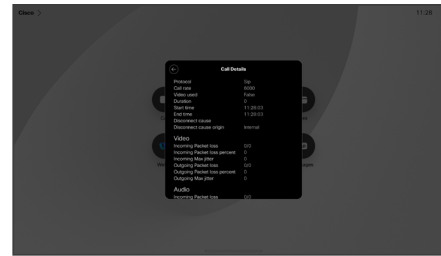 Cisco
11:26
Call Details
Protocol Sip
Call rate 6000
Video used False
Duration 0
Start time 11:26:03
End time 11:26:03
Disconnect cause
Disconnect cause origin Internal
Video
Incoming Packet loss 0/0
Incoming Packet loss percent 0
Incoming Max jitter 0
Outgoing Packet loss 0/0
Outgoing Packet loss percent 0
Outgoing Max jitter 0
Audio
Incoming Packet loss 0/0